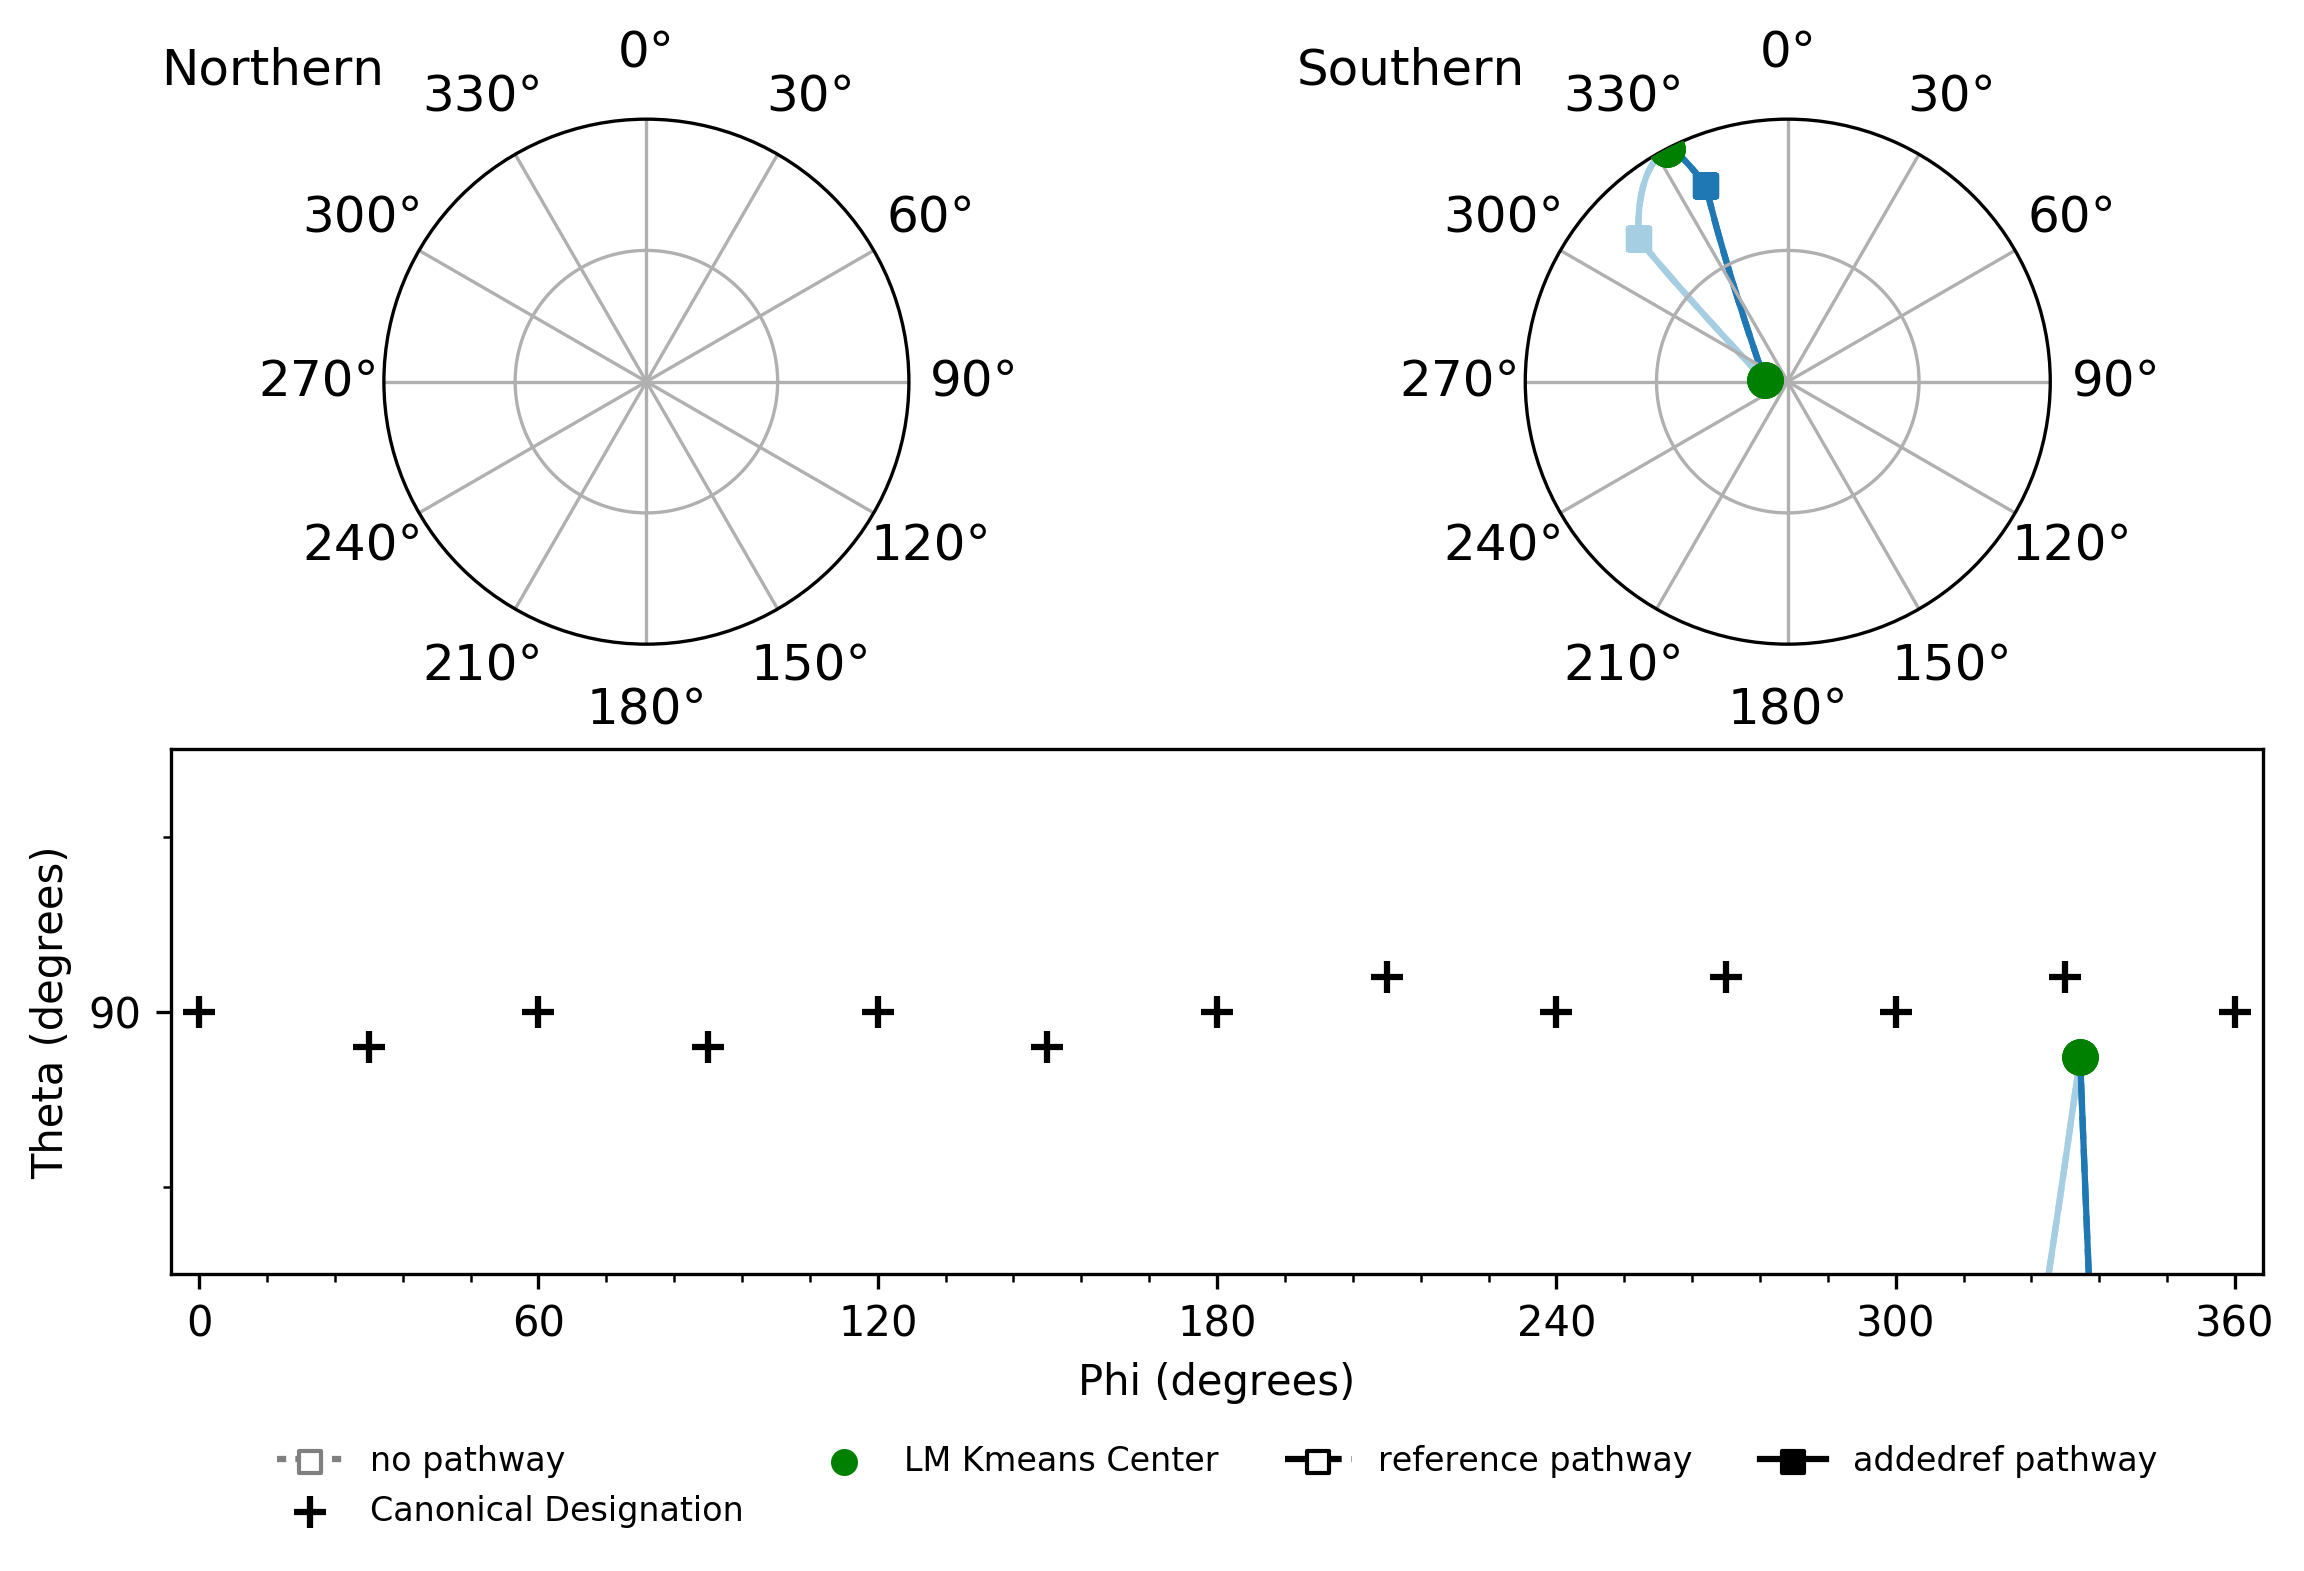 Northern
0°
330°
30°
300°
60°
270°
90°
240°
120°
210°
150°
180°
Southern
0°
330°
30°
300°
60°
270°
90°
240°
120°
210°
150°
180°
Theta (degrees)
90
0 60 120 180 240 300 360
Phi (degrees)
no pathway
Canonical Designation
LM Kmeans Center
reference pathway
addedref pathway